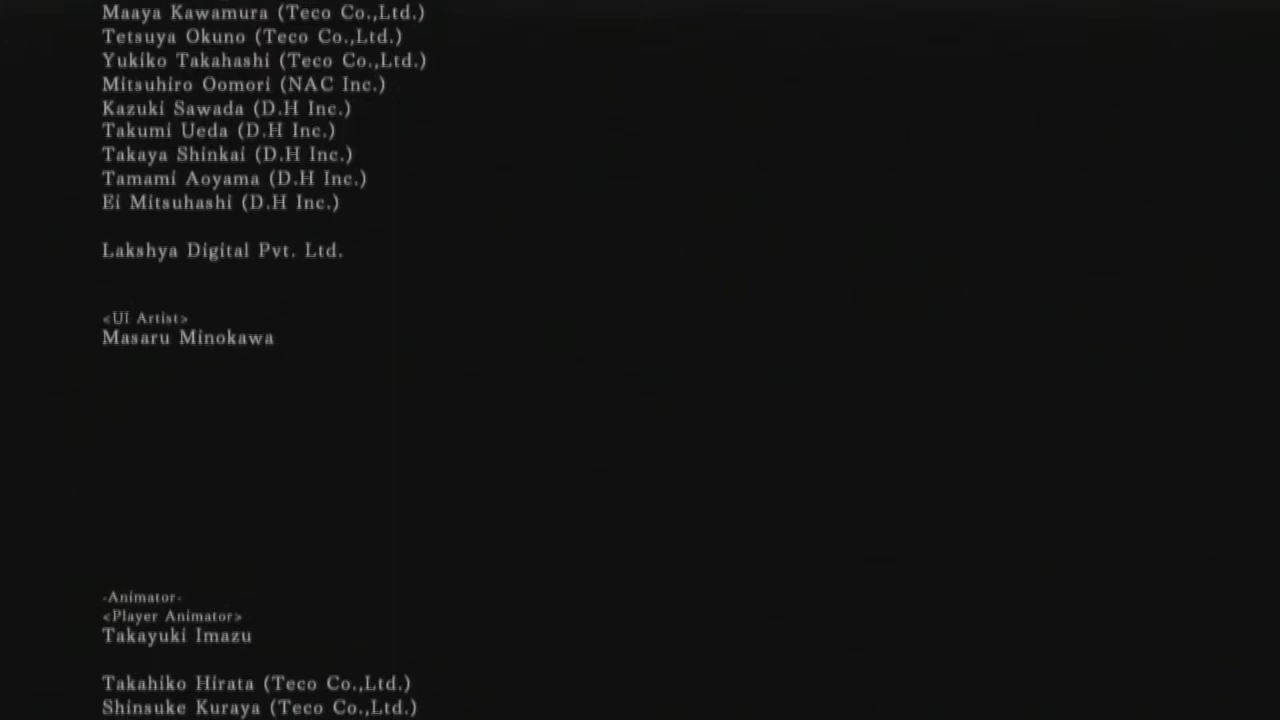 Maaya Kawamura (Teco Co.,Ltd.)
Tetsuya Okuno (Teco Co.,Ltd.)
Yukiko Takahashi (Teco Co.,Ltd.)
Mitsuhiro Oomori (NAC Inc.)
Kazuki Sawada (D.H Inc.)
Takumi Ueda (D.H Inc.)
Takaya Shinkai (D.H Inc.)
Tamami Aoyama (D.H Inc.)
Ei Mitsuhashi (D.H Inc.)
Lakshya Digital Pvt. Ltd.
<UI Artist>
Masaru Minokawa
-Animator-
<Player Animator>
Takayuki Imazu
Takahiko Hirata (Teco Co.,Ltd.)
Shinsuke Kuraya (Teco Co.,Ltd.)